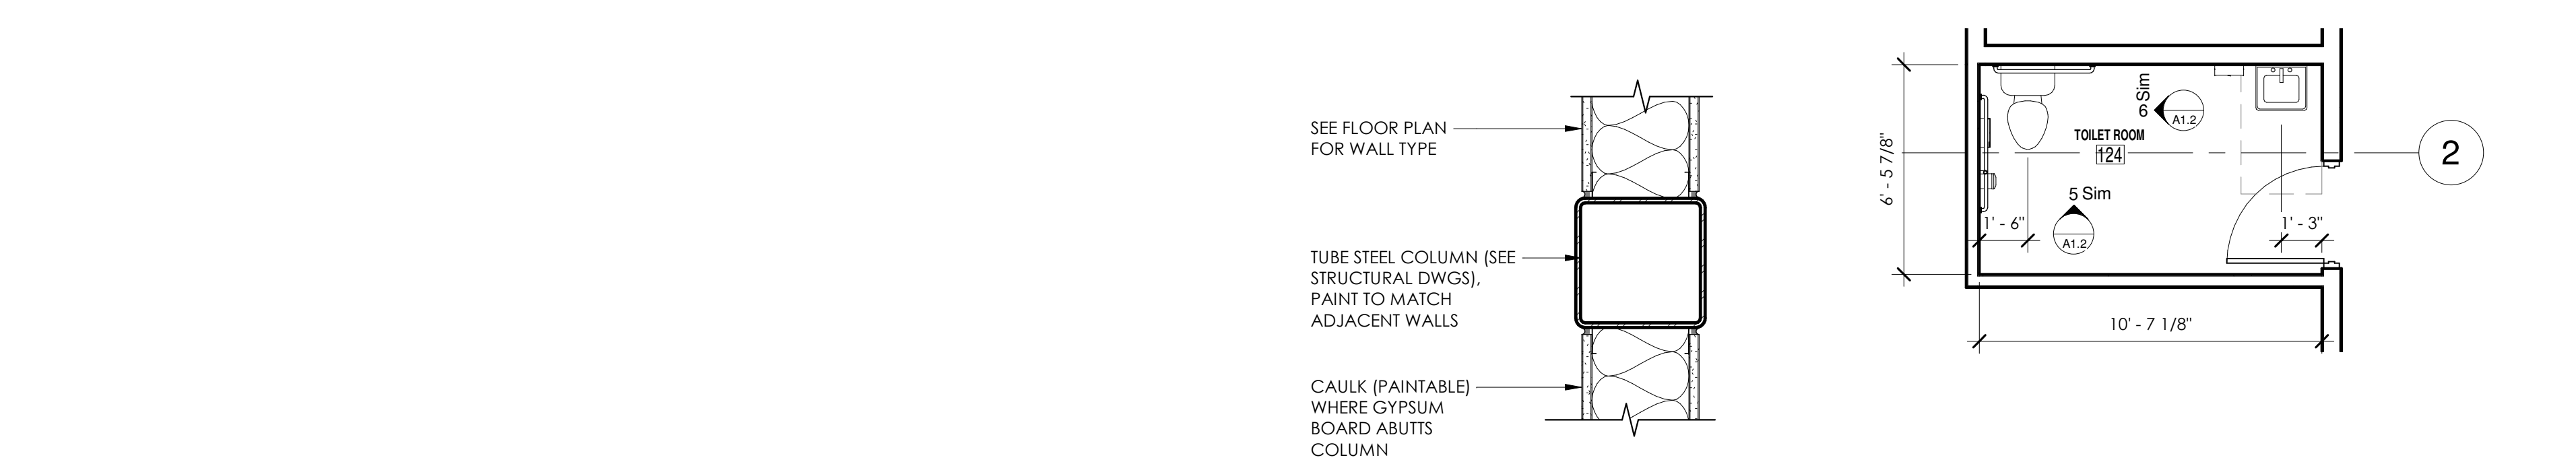 SEE FLOOR PLAN
FOR WALL TYPE
TUBE STEEL COLUMN (SEE
STRUCTURAL DWGS),
PAINT TO MATCH
ADJACENT WALLS
CAULK (PAINTABLE)
WHERE GYPSUM
BOARD ABUTTS
COLUMN
6' - 5 7/8"
6 Sim
A1.2
TOILET ROOM
124
5 Sim
A1.2
1' - 6"
1' - 3"
10' - 7 1/8"
2